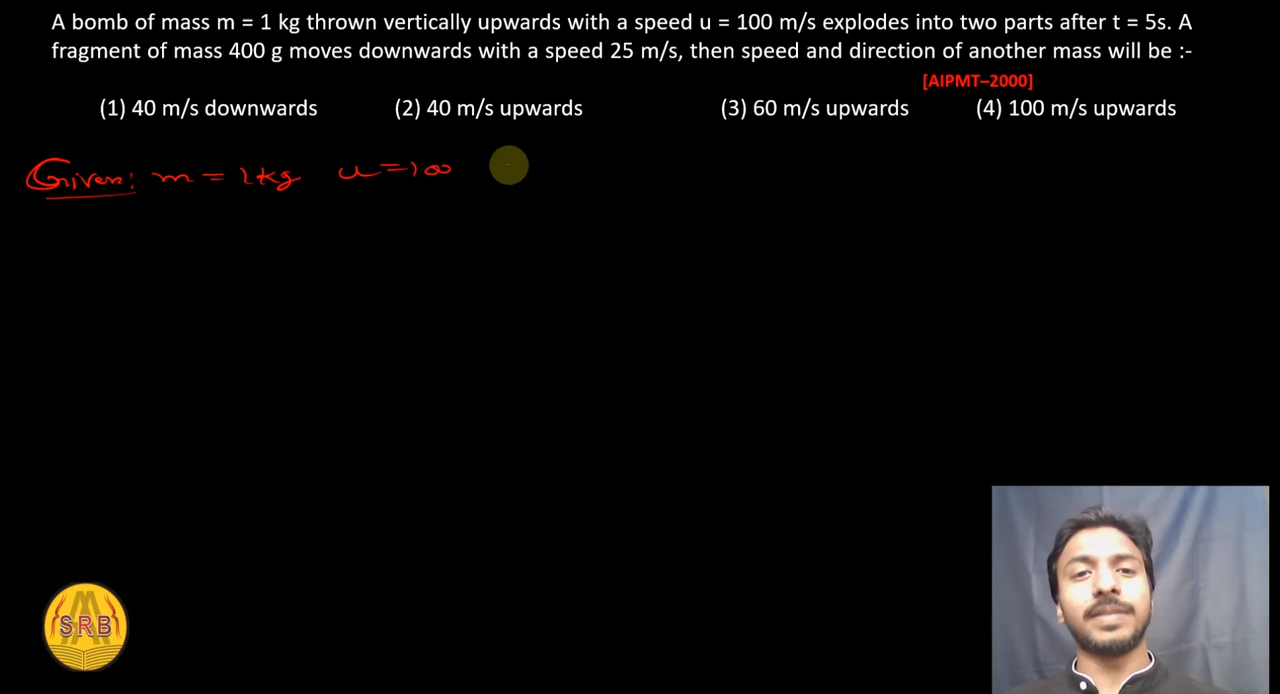 A bomb of mass m = 1 kg thrown vertically upwards with a speed u = 100 m/s explodes into two parts after t = 5s. A
fragment of mass 400 g moves downwards with a speed 25 m/s, then speed and direction of another mass will be :-
[AIPMT–2000]
(1) 40 m/s downwards (2) 40 m/s upwards (3) 60 m/s upwards (4) 100 m/s upwards
Given: m = 1kg u = 100
SRB